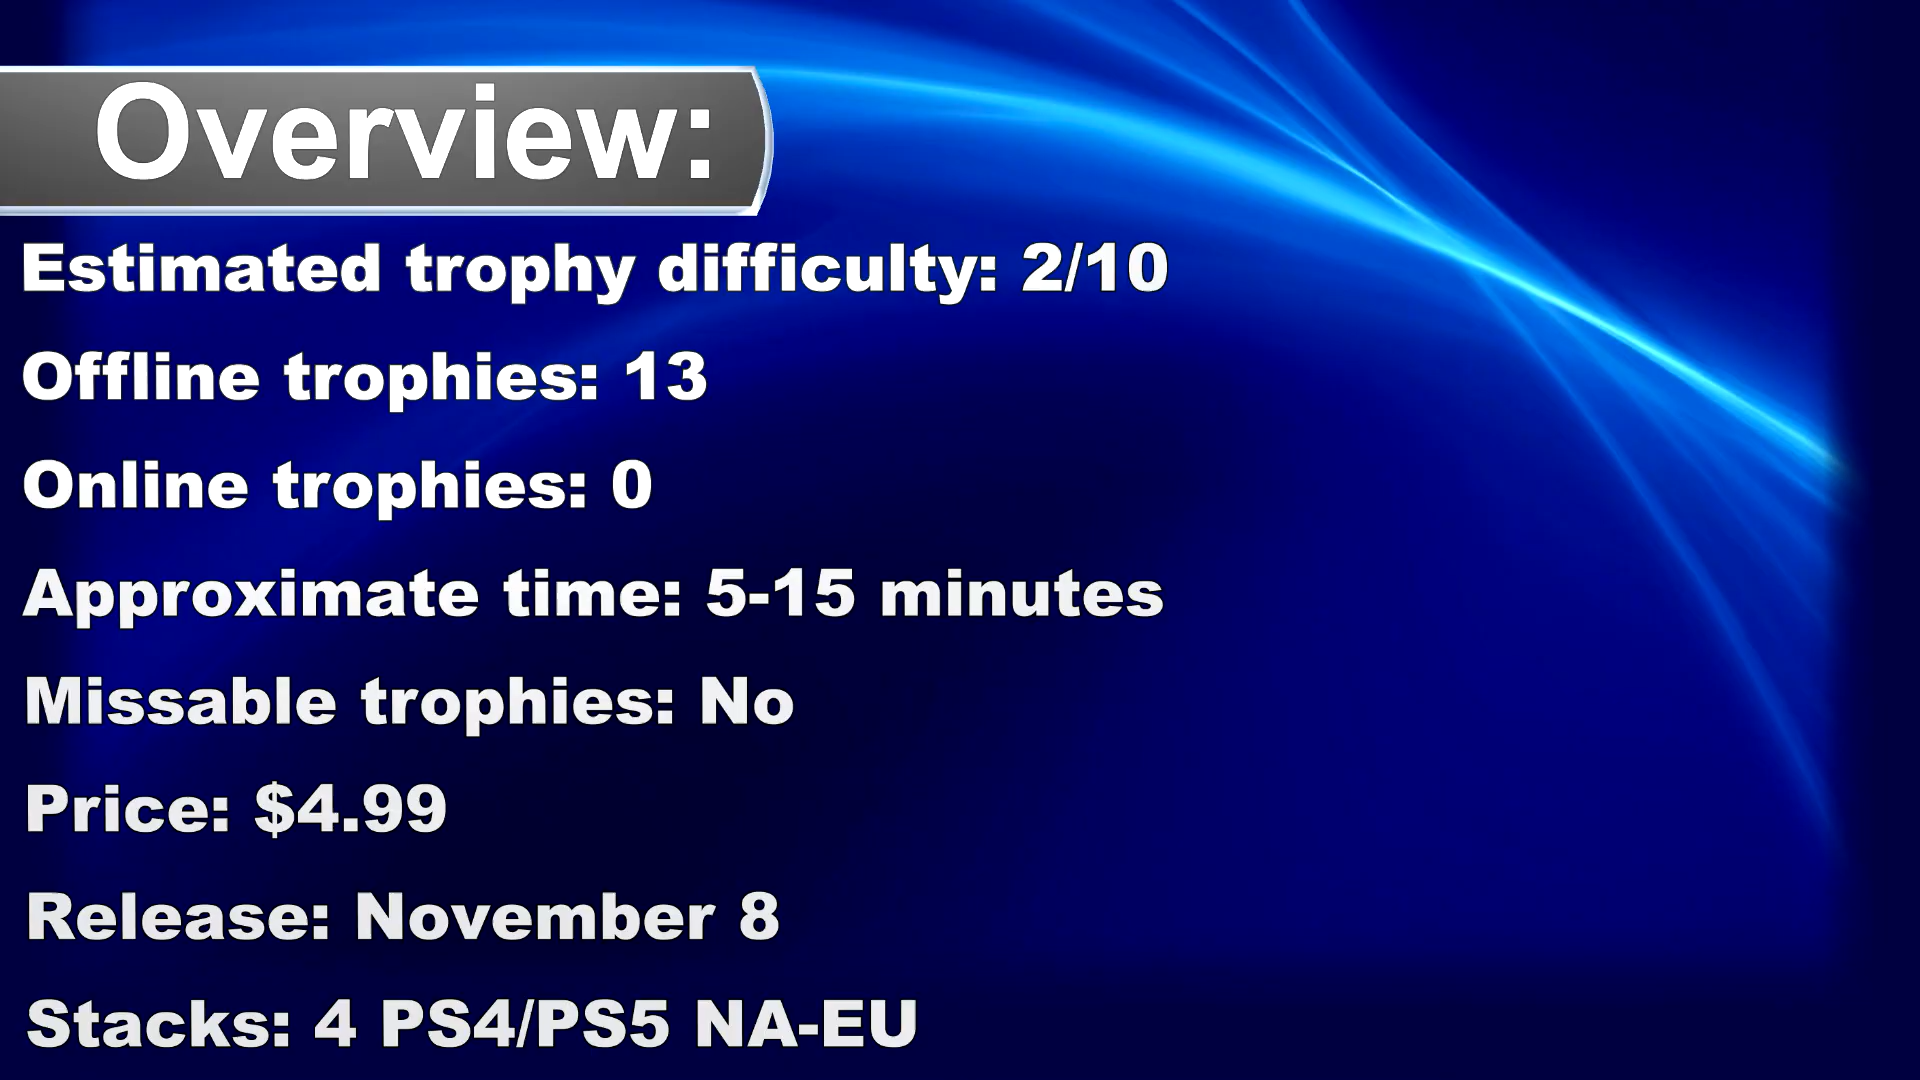 Overview:
Estimated trophy difficulty: 2/10
Offline trophies: 13
Online trophies: 0
Approximate time: 5-15 minutes
Missable trophies: No
Price: $4.99
Release: November 8
Stacks: 4 PS4/PS5 NA-EU